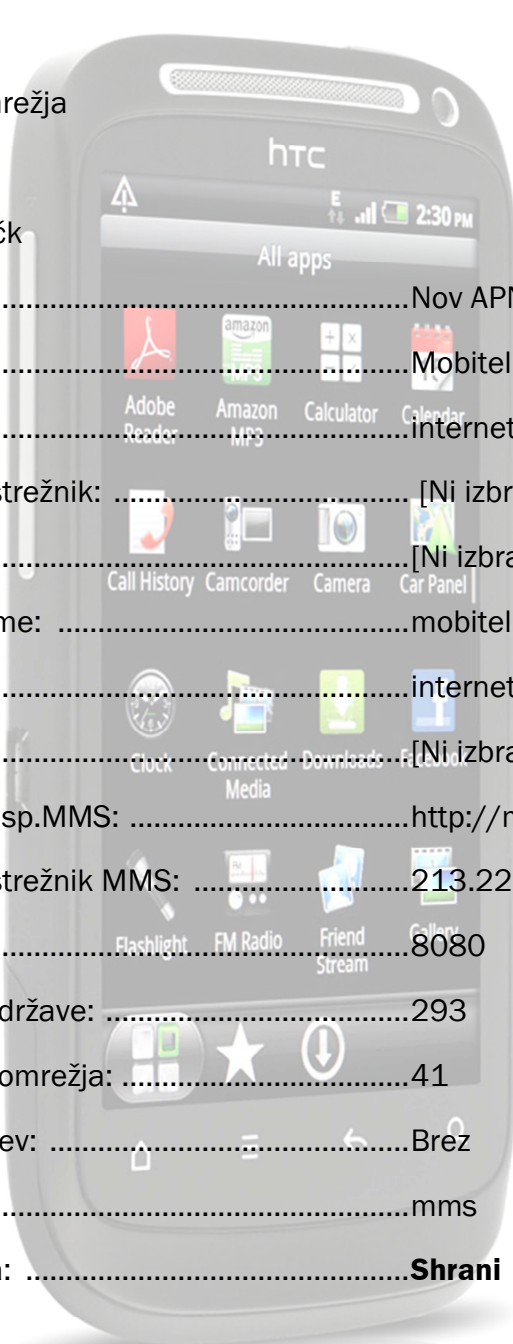 režja
htc
E 2:30 PM
čk
All apps
Nov APN
Mobitel
Adobe Reader
Amazon MP3
Calculator
Calendar
internet
strežnik: [Ni izbra
Call History
Camcorder
Camera
Car Panel
[Ni izbra
me: mobitel
internet
Clock
Connected Media
Downloads
Facebook
[Ni izbra
sp.MMS: http://m
strežnik MMS: 213.22
Flashlight
FM Radio
Friend Stream
Gallery
8080
države: 293
omrežja: 41
ev: Brez
mms
Shrani